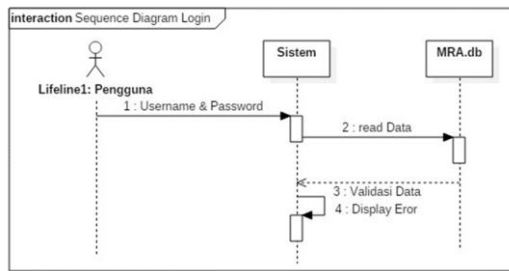 interaction Sequence Diagram Login
Sistem
MRA.db
Lifeline1: Pengguna
1 : Username & Password
2 : read Data
3 : Validasi Data
4 : Display Eror